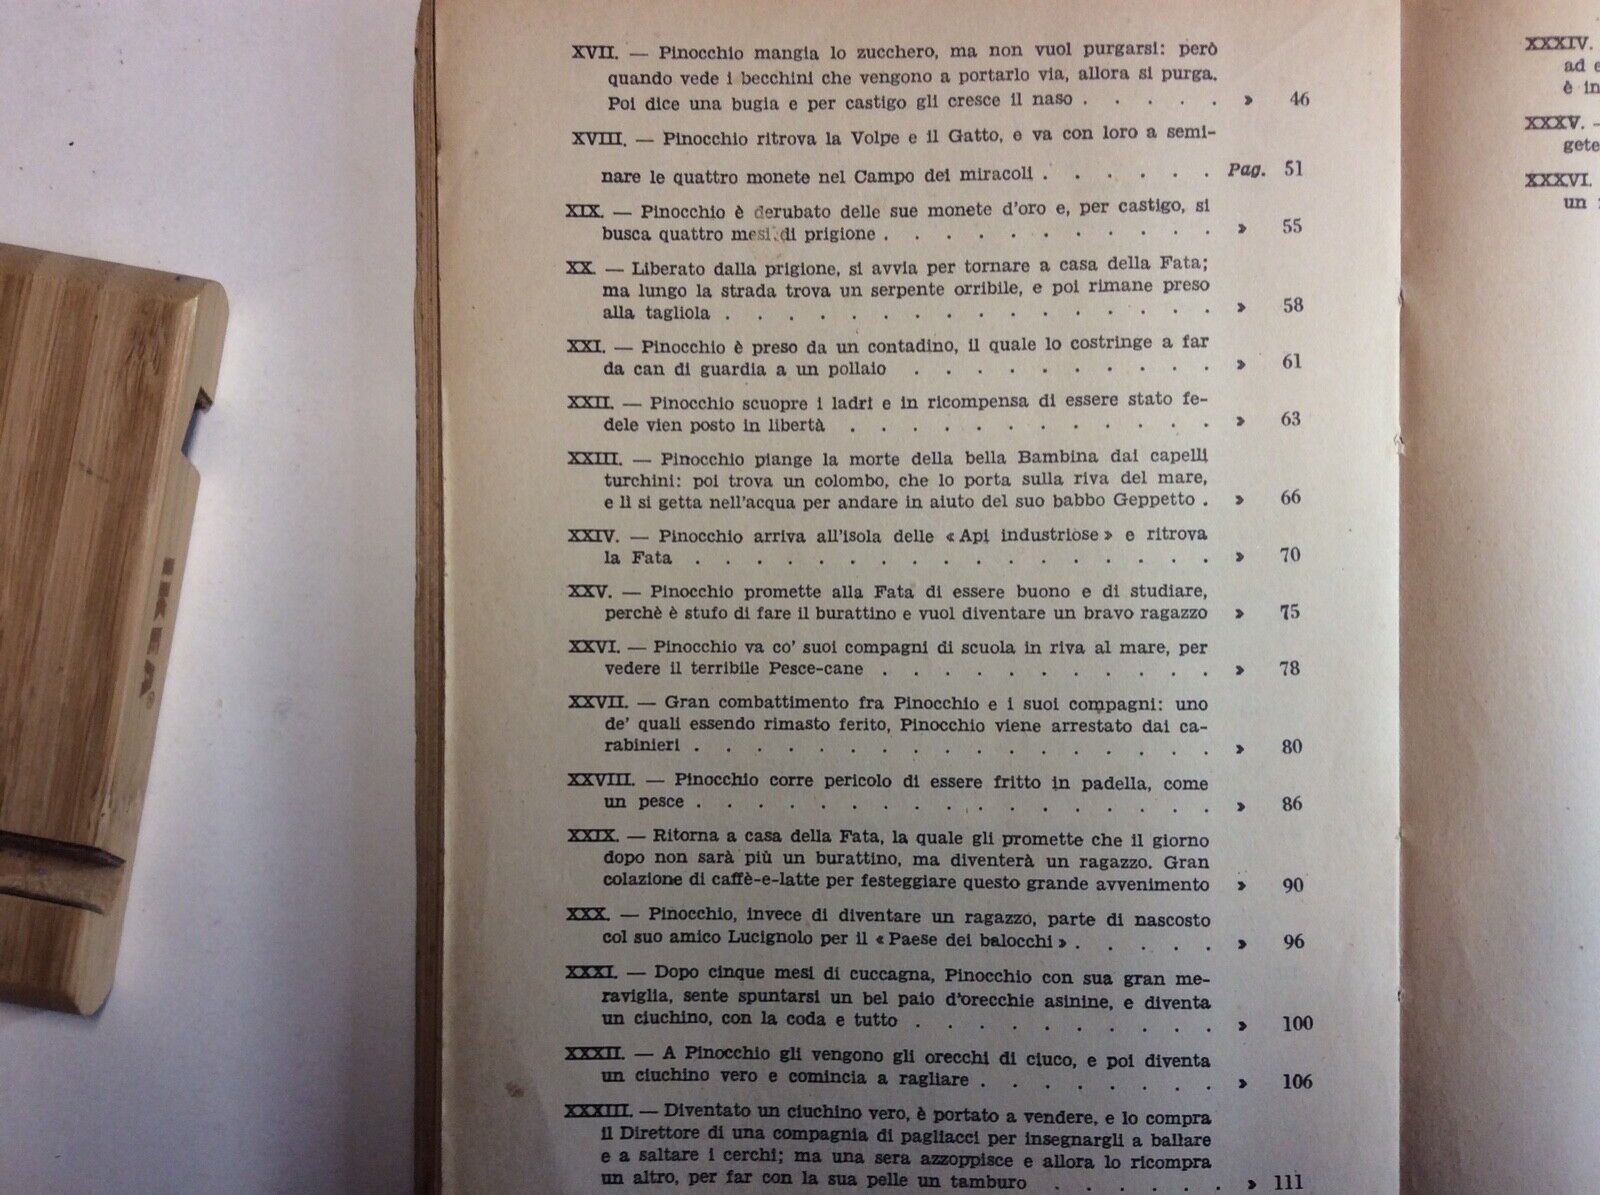 XVII. — Pinocchio mangia lo zucchero, ma non vuol purgarsi: però
quando vede i becchini che vengono a portarlo via, allora si purga.
Poi dice una bugia e per castigo gli cresce il naso . . . . . » 46
XVIII. — Pinocchio ritrova la Volpe e il Gatto, e va con loro a semi-
nare le quattro monete nel Campo dei miracoli . . . . . . Pag. 51
XIX. — Pinocchio è derubato delle sue monete d'oro e, per castigo, si
busca quattro mesi di prigione . . . . . . . . . . . » 55
XX. — Liberato dalla prigione, si avvia per tornare a casa della Fata;
ma lungo la strada trova un serpente orribile, e poi rimane preso
alla tagliola . . . . . . . . . . . . . . . . » 58
XXI. — Pinocchio è preso da un contadino, il quale lo costringe a far
da can di guardia a un pollaio . . . . . . . . . . » 61
XXII. — Pinocchio scuopre i ladri e in ricompensa di essere stato fe-
dele vien posto in libertà . . . . . . . . . . . . » 63
XXIII. — Pinocchio piange la morte della bella Bambina dai capelli
turchini: poi trova un colombo, che lo porta sulla riva del mare,
e lì si getta nell'acqua per andare in aiuto del suo babbo Geppetto . » 66
XXIV. — Pinocchio arriva all'isola delle « Api industriose » e ritrova
la Fata . . . . . . . . . . . . . . . . . » 70
XXV. — Pinocchio promette alla Fata di essere buono e di studiare,
perchè è stufo di fare il burattino e vuol diventare un bravo ragazzo » 75
XXVI. — Pinocchio va co' suoi compagni di scuola in riva al mare, per
vedere il terribile Pesce-cane . . . . . . . . . . . » 78
XXVII. — Gran combattimento fra Pinocchio e i suoi compagni: uno
de' quali essendo rimasto ferito, Pinocchio viene arrestato dai ca-
rabinieri . . . . . . . . . . . . . . . . . » 80
XXVIII. — Pinocchio corre pericolo di essere fritto in padella, come
un pesce . . . . . . . . . . . . . . . . . » 86
XXIX. — Ritorna a casa della Fata, la quale gli promette che il giorno
dopo non sarà più un burattino, ma diventerà un ragazzo. Gran
colazione di caffè-e-latte per festeggiare questo grande avvenimento » 90
XXX. — Pinocchio, invece di diventare un ragazzo, parte di nascosto
col suo amico Lucignolo per il « Paese dei balocchi » . . . . . » 96
XXXI. — Dopo cinque mesi di cuccagna, Pinocchio con sua gran me-
raviglia, sente spuntarsi un bel paio d'orecchie asinine, e diventa
un ciuchino, con la coda e tutto . . . . . . . . . . » 100
XXXII. — A Pinocchio gli vengono gli orecchi di ciuco, e poi diventa
un ciuchino vero e comincia a ragliare . . . . . . . . » 106
XXXIII. — Diventato un ciuchino vero, è portato a vendere, e lo compra
il Direttore di una compagnia di pagliacci per insegnargli a ballare
e a saltare i cerchi; ma una sera azzoppisce e allora lo ricompra
un altro, per far con la sua pelle un tamburo . . . . . . » 111
XXXIV.
ad
è in
XXXV. –
gete
XXXVI.
un
IKEA